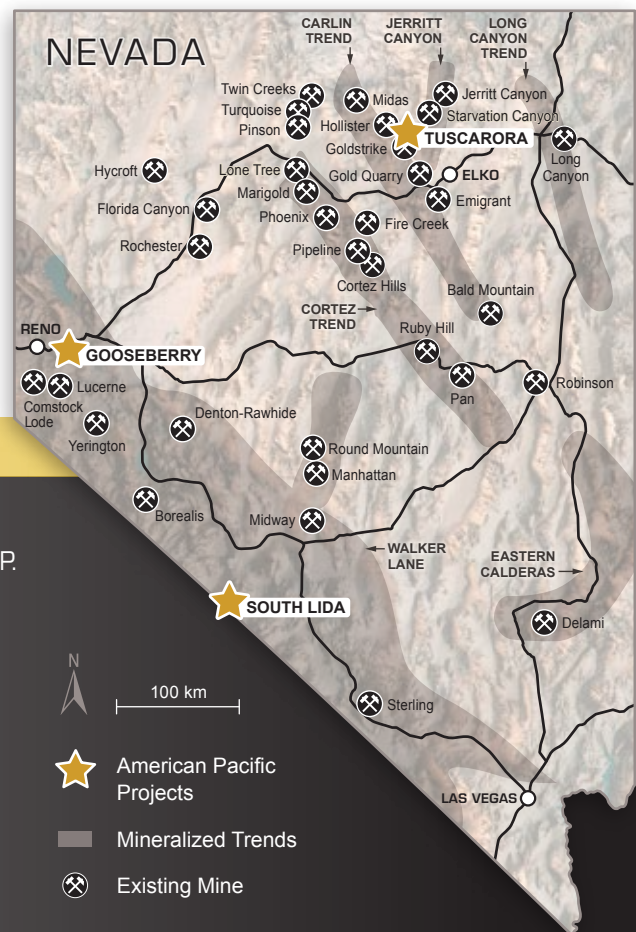 NEVADA
CARLIN
TREND
JERRITT
CANYON
LONG
CANYON
TREND
Twin Creeks
Midas
Jerritt Canyon
Turquoise
Starvation Canyon
Pinson
Hollister
TUSCARORA
Goldstrike
Long
Canyon
Hycroft
Lone Tree
Gold Quarry
ELKO
Marigold
Emigrant
Florida Canyon
Phoenix
Fire Creek
Rochester
Pipeline
Cortez Hills
Bald Mountain
CORTEZ
TREND
RENO
Ruby Hill
GOOSEBERRY
Lucerne
Pan
Robinson
Comstock
Lode
Denton-Rawhide
Yerington
Round Mountain
Manhattan
Borealis
Midway
WALKER
LANE
EASTERN
CALDERAS
P.
SOUTH LIDA
Delami
N
100 km
Sterling
American Pacific
Projects
LAS VEGAS
Mineralized Trends
Existing Mine